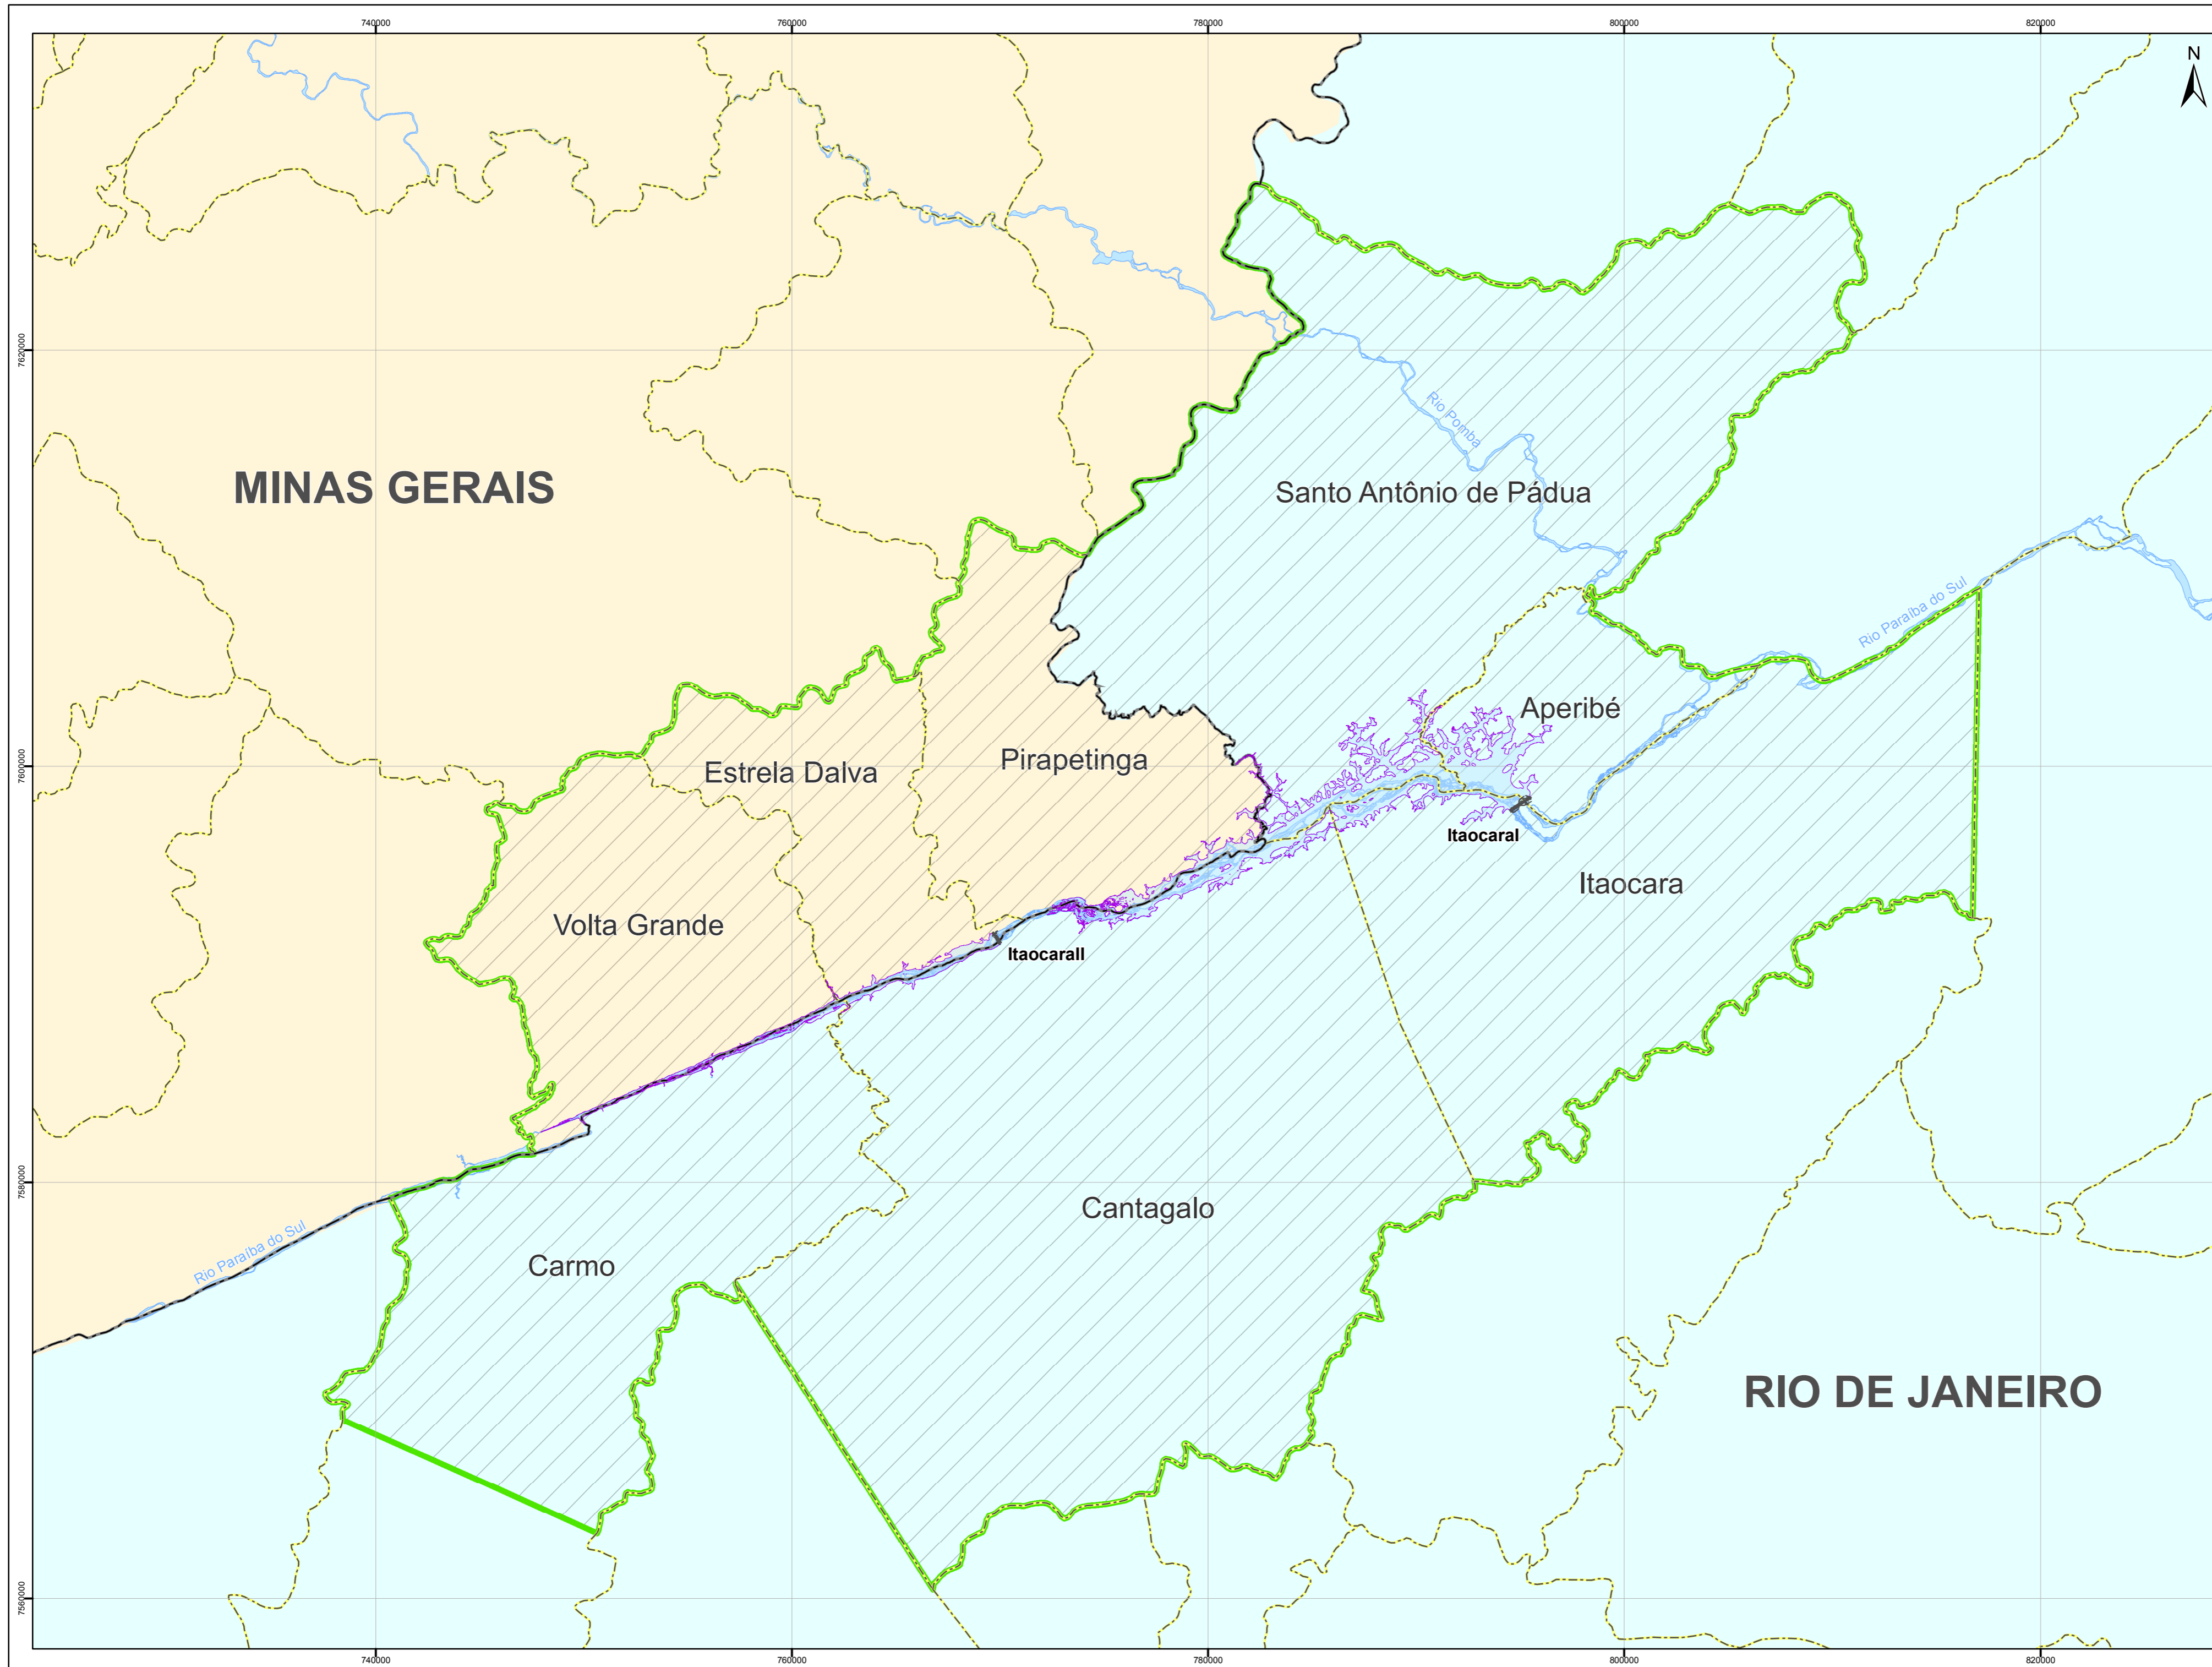 740000
760000
780000
800000
820000
N
7620000
Rio Pomba
MINAS GERAIS
Santo Antônio de Pádua
Rio Paraíba do Sul
Aperibé
Pirapetinga
7600000
Estrela Dalva
ItaocaraI
Itaocara
Volta Grande
ItaocaraII
7580000
Cantagalo
Rio Paraíba do Sul
Carmo
RIO DE JANEIRO
7560000
740000
760000
780000
800000
820000